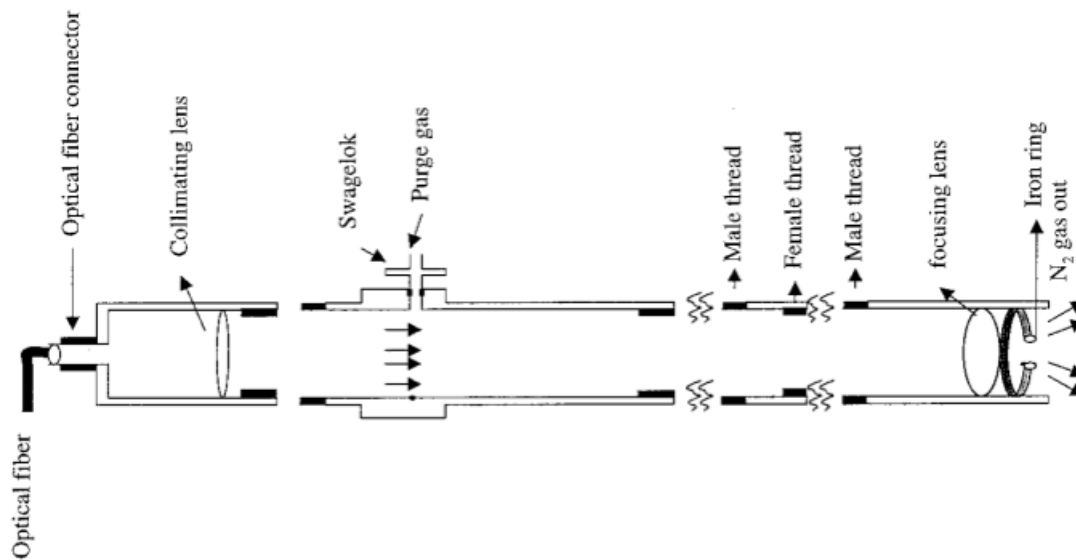 Optical fiber
Optical fiber connector
Collimating lens
Swagelok
Purge gas
Male thread
Female thread
Male thread
focusing lens
Iron ring
N₂ gas out